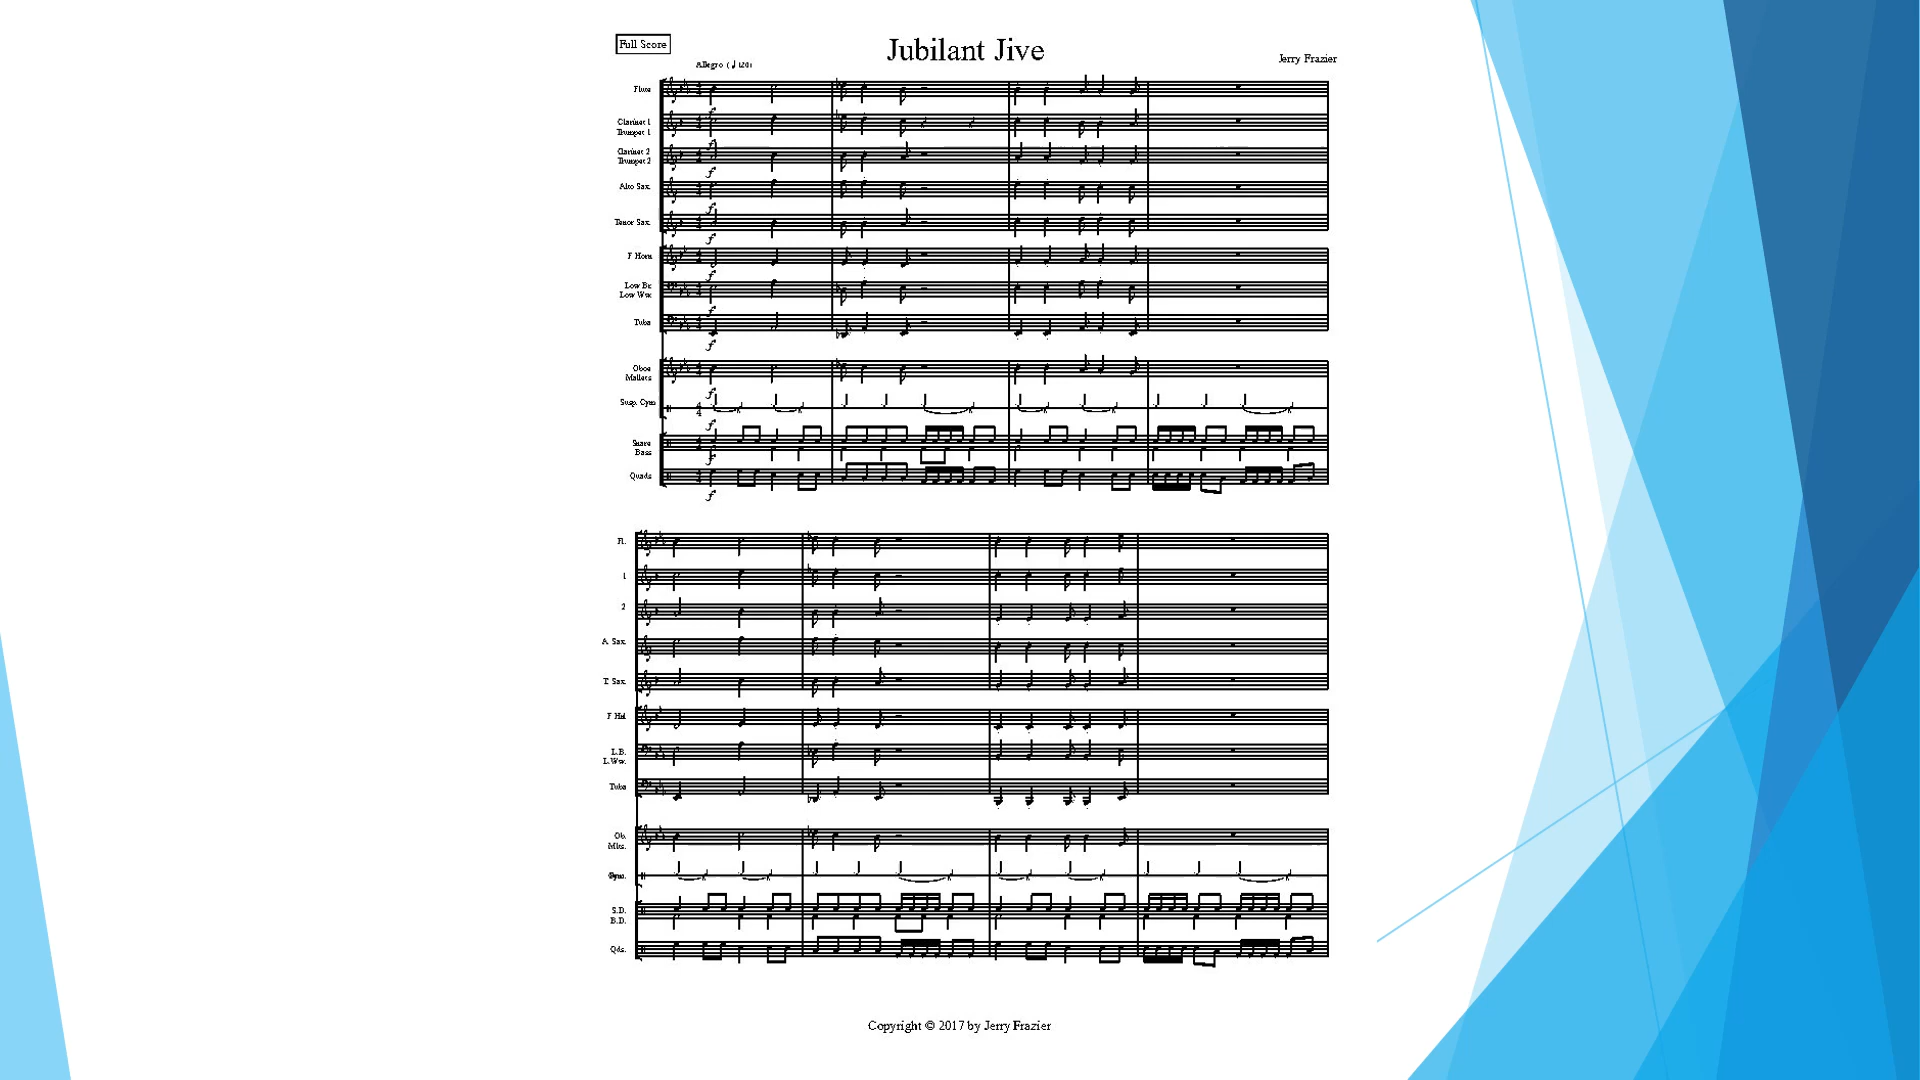 Full Score
Jubilant Jive
Allegro (♩ 120)
Jerry Frazier
Flute
Clarinet 1
Trumpet 1
Clarinet 2
Trumpet 2
Alto Sax.
Tenor Sax.
F Horn
Low Br.
Low Ww.
Tuba
Oboe
Mallets
Susp. Cym
Snare
Bass
Quads
Fl.
1
2
A. Sax.
T. Sax.
L.B.
L.Ww.
Tuba
Ob.
Mlts.
S.D.
B.D.
Qds.
Copyright © 2017 by Jerry Frazier